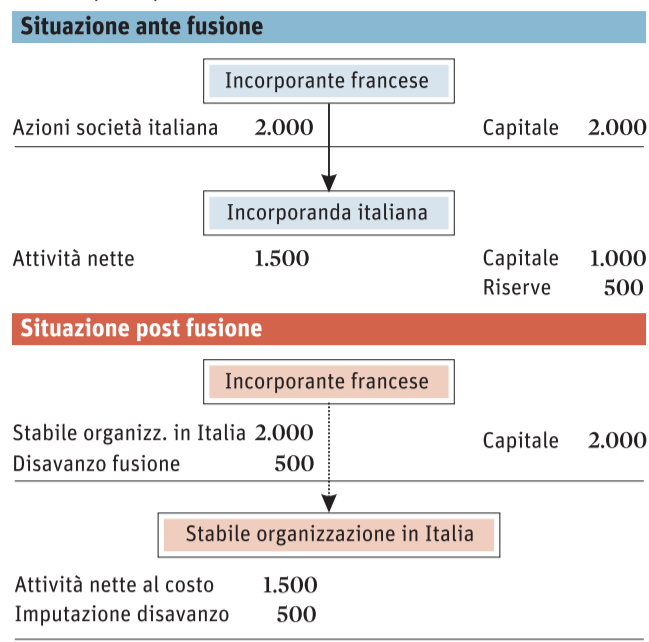 Situazione ante fusione
Incorporante francese
Azioni società italiana 2.000 Capitale 2.000
Incorporanda italiana
Attività nette 1.500 Capitale 1.000
Riserve 500
Situazione post fusione
Incorporante francese
Stabile organizz. in Italia 2.000 Capitale 2.000
Disavanzo fusione 500
Stabile organizzazione in Italia
Attività nette al costo 1.500
Imputazione disavanzo 500